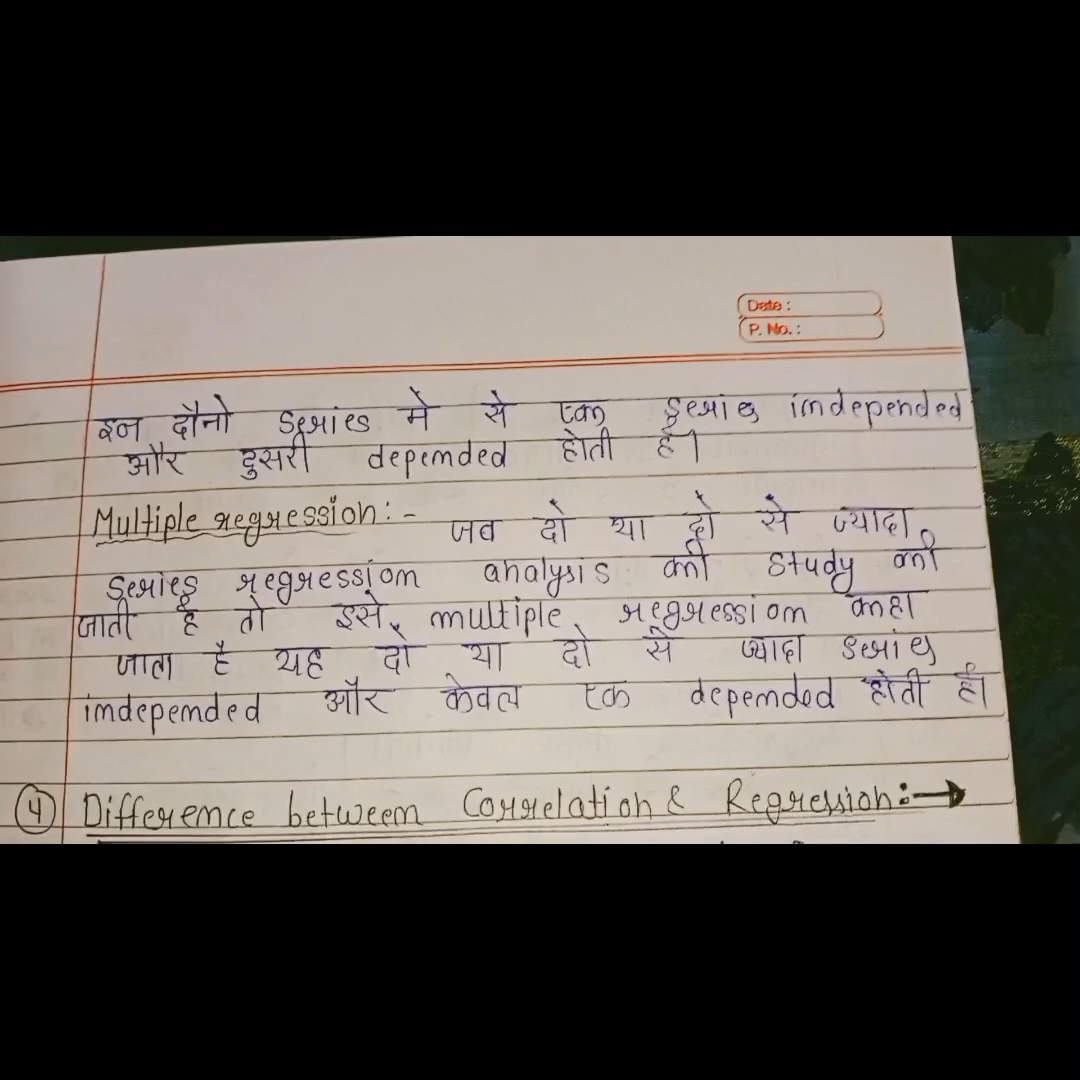 Date :
P. No. :
इन दौनो Series मे से एक series independed
और दुसरी depended होती है।
Multiple regression :- जब दो या दो से ज्यादा
series regression analysis की study की
जाती है तो इसे multiple regression कहा
जाता है यह दो या दो से ज्यादा series
independed और केवल एक depended होती है।
4 Difference between Correlation & Regression :→